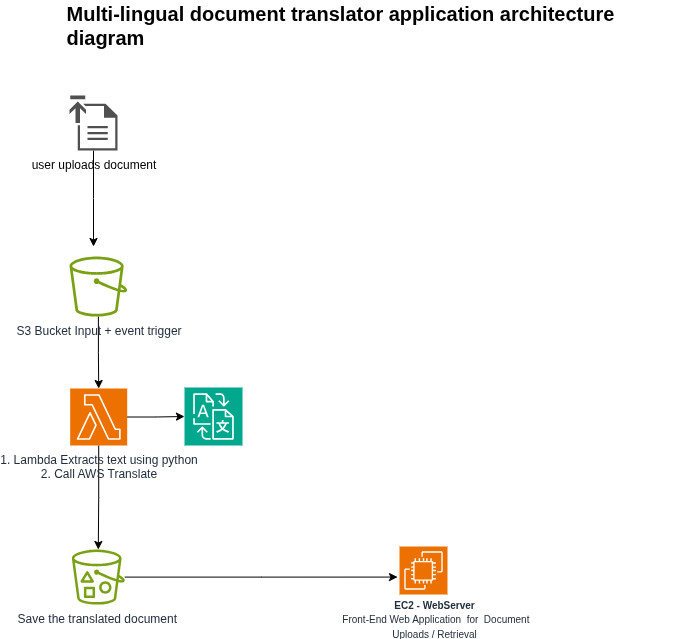 Multi-lingual document translator application architecture
diagram
user uploads document
S3 Bucket Input + event trigger
A 文
1. Lambda Extracts text using python
2. Call AWS Translate
Save the translated document
EC2 - WebServer
Front-End Web Application for Document
Uploads / Retrieval